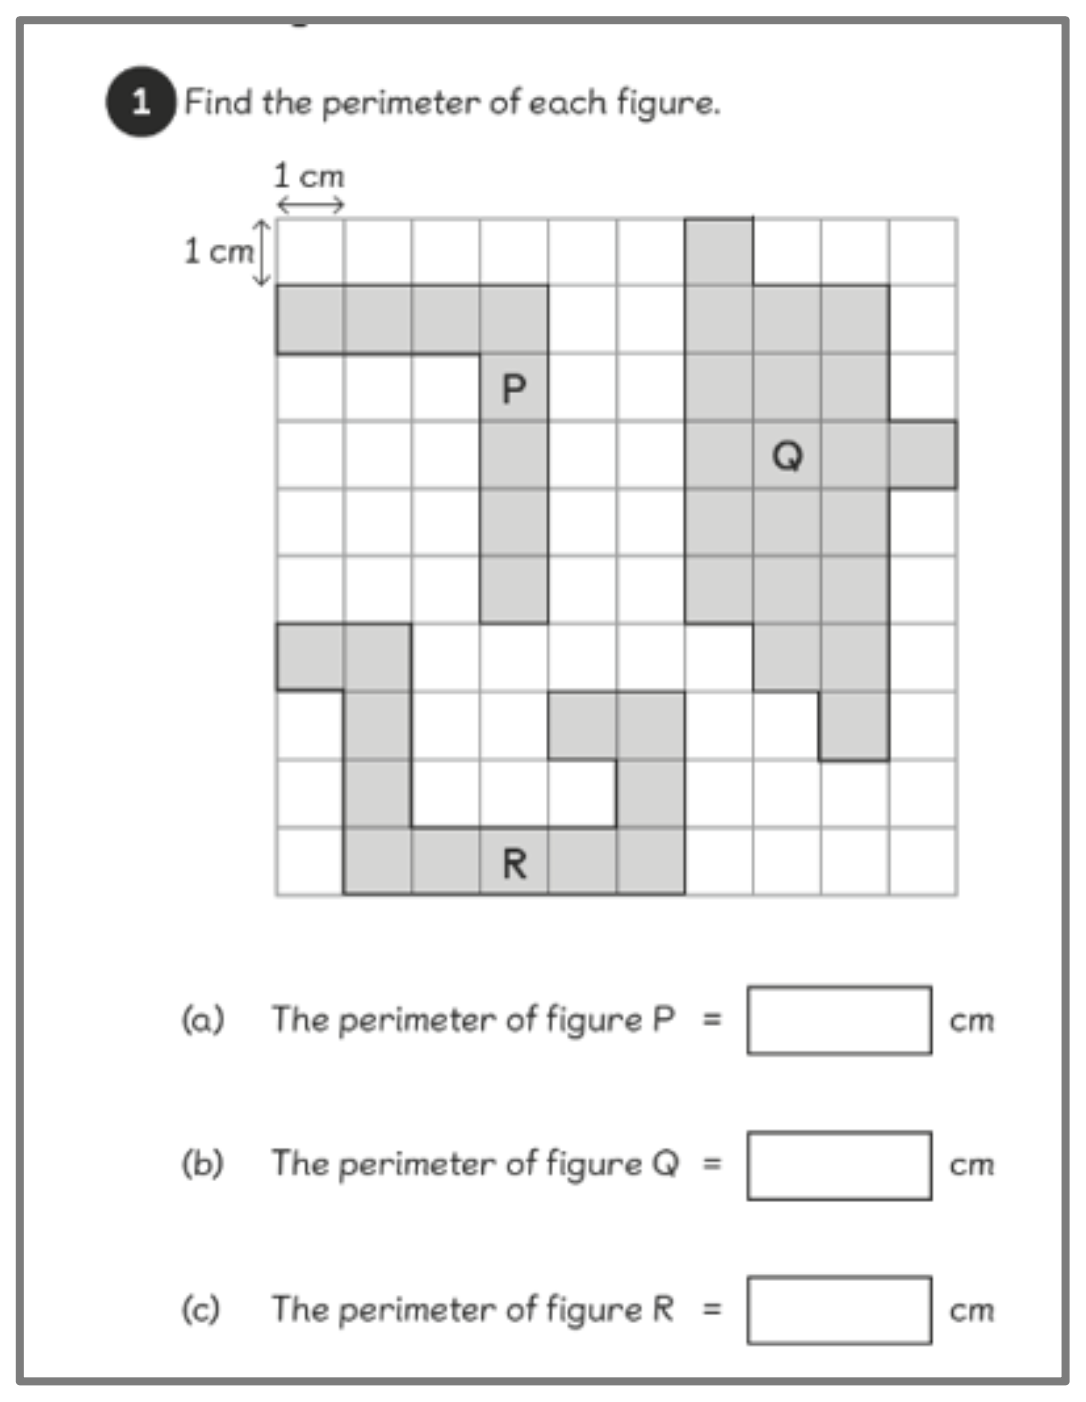 1 Find the perimeter of each figure.
1 cm
1 cm
P
Q
R
(a) The perimeter of figure P = cm
(b) The perimeter of figure Q = cm
(c) The perimeter of figure R = cm